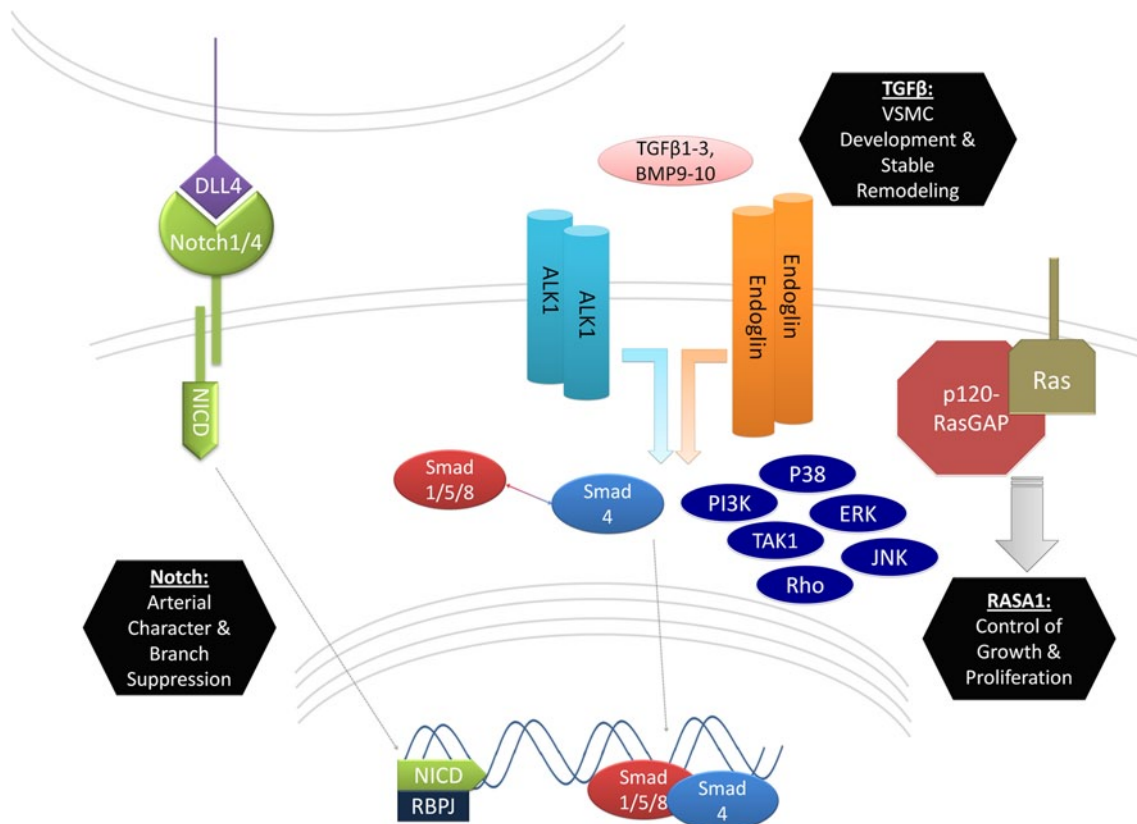 TGFβ:
VSMC
Development &
Stable
Remodeling
TGFβ1-3,
BMP9-10
DLL4
Notch1/4
ALK1
ALK1
Endoglin
Endoglin
NICD
p120-
RasGAP
Ras
Smad
1/5/8
Smad
4
P38
PI3K
ERK
TAK1
JNK
Rho
Notch:
Arterial
Character &
Branch
Suppression
RASA1:
Control of
Growth &
Proliferation
NICD
RBPJ
Smad
1/5/8
Smad
4